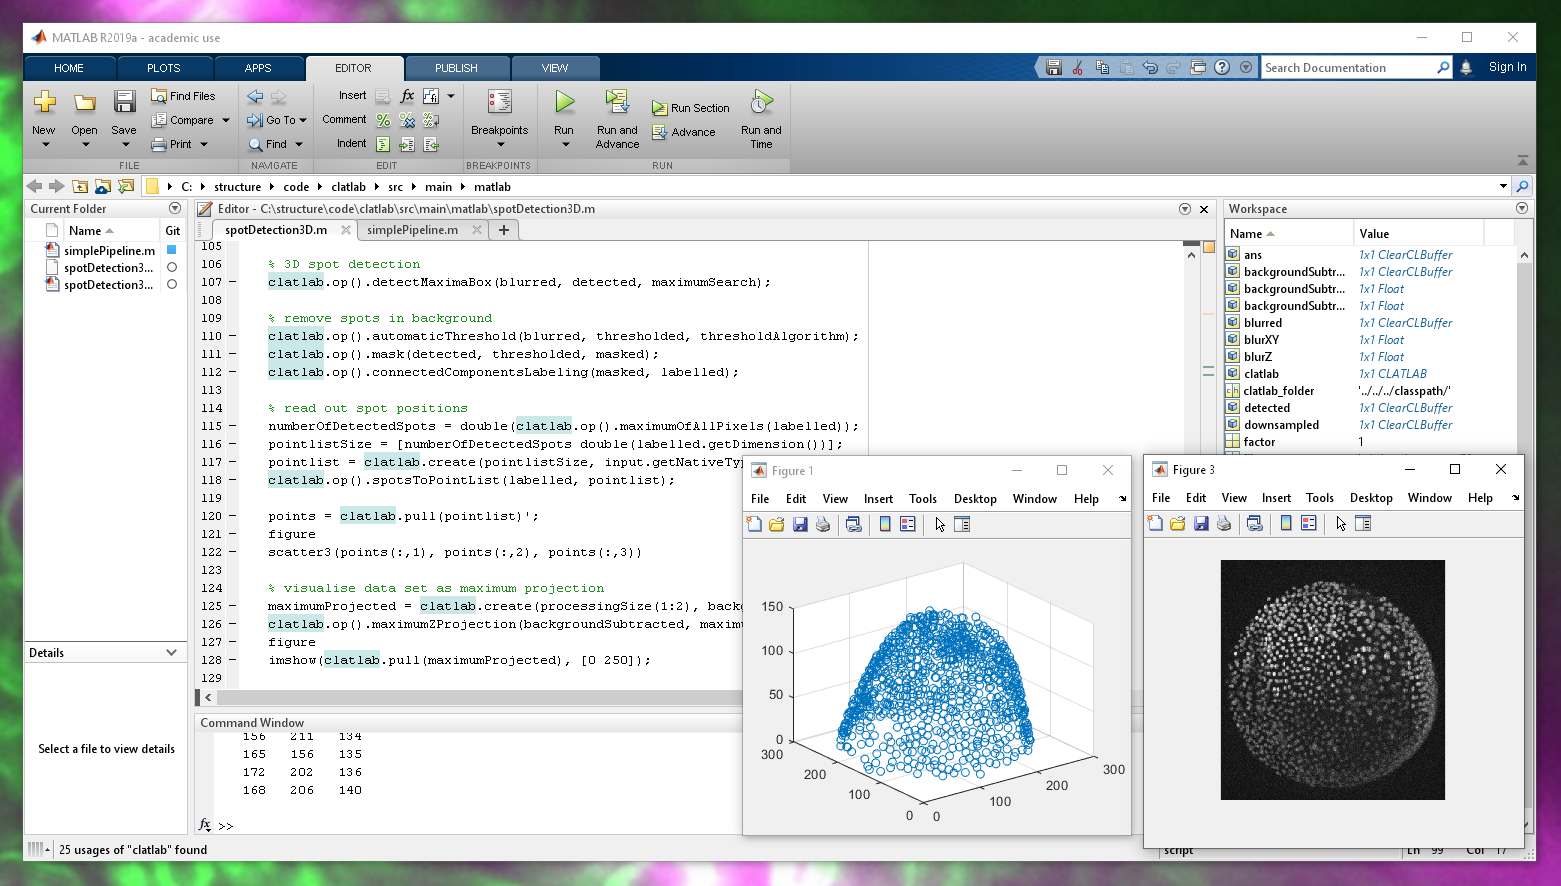 MATLAB R2019a - academic use
HOME PLOTS APPS EDITOR PUBLISH VIEW
Search Documentation
Sign In
New
Open
Save
Find Files
Compare
Print
FILE
Go To
Find
NAVIGATE
Insert
Comment
Indent
EDIT
Breakpoints
BREAKPOINTS
Run
Run and Advance
Run Section
Advance
Run and Time
RUN
C: structure code clatlab src main matlab
Current Folder
Name Git
simplePipeline.m
spotDetection3...
spotDetection3...
Details
Select a file to view details
Editor - C:\structure\code\clatlab\src\main\matlab\spotDetection3D.m
spotDetection3D.m simplePipeline.m
105
106 % 3D spot detection
107 – clatlab.op().detectMaximaBox(blurred, detected, maximumSearch);
108
109 % remove spots in background
110 – clatlab.op().automaticThreshold(blurred, thresholded, thresholdAlgorithm);
111 – clatlab.op().mask(detected, thresholded, masked);
112 – clatlab.op().connectedComponentsLabeling(masked, labelled);
113
114 % read out spot positions
115 – numberOfDetectedSpots = double(clatlab.op().maximumOfAllPixels(labelled));
116 – pointlistSize = [numberOfDetectedSpots double(labelled.getDimension())];
117 – pointlist = clatlab.create(pointlistSize, input.getNativeTyp
118 – clatlab.op().spotsToPointList(labelled, pointlist);
119
120 – points = clatlab.pull(pointlist)';
121 – figure
122 – scatter3(points(:,1), points(:,2), points(:,3))
123
124 % visualise data set as maximum projection
125 – maximumProjected = clatlab.create(processingSize(1:2), backg
126 – clatlab.op().maximumZProjection(backgroundSubtracted, maximu
127 – figure
128 – imshow(clatlab.pull(maximumProjected), [0 250]);
129
Command Window
156 211 134
165 156 135
172 202 136
168 206 140
fx >>
Workspace
Name Value
ans 1x1 ClearCLBuffer
backgroundSubtr... 1x1 ClearCLBuffer
backgroundSubtr... 1x1 Float
backgroundSubtr... 1x1 Float
blurred 1x1 ClearCLBuffer
blurXY 1x1 Float
blurZ 1x1 Float
clatlab 1x1 CLATLAB
clatlab_folder '../../../classpath/'
detected 1x1 ClearCLBuffer
downsampled 1x1 ClearCLBuffer
factor 1
Figure 1
File Edit View Insert Tools Desktop Window Help
150
100
50
0
300
200
100
0
0
100
200
300
Figure 3
File Edit View Insert Tools Desktop Window Help
25 usages of "clatlab" found
script
Ln 99 Col 17